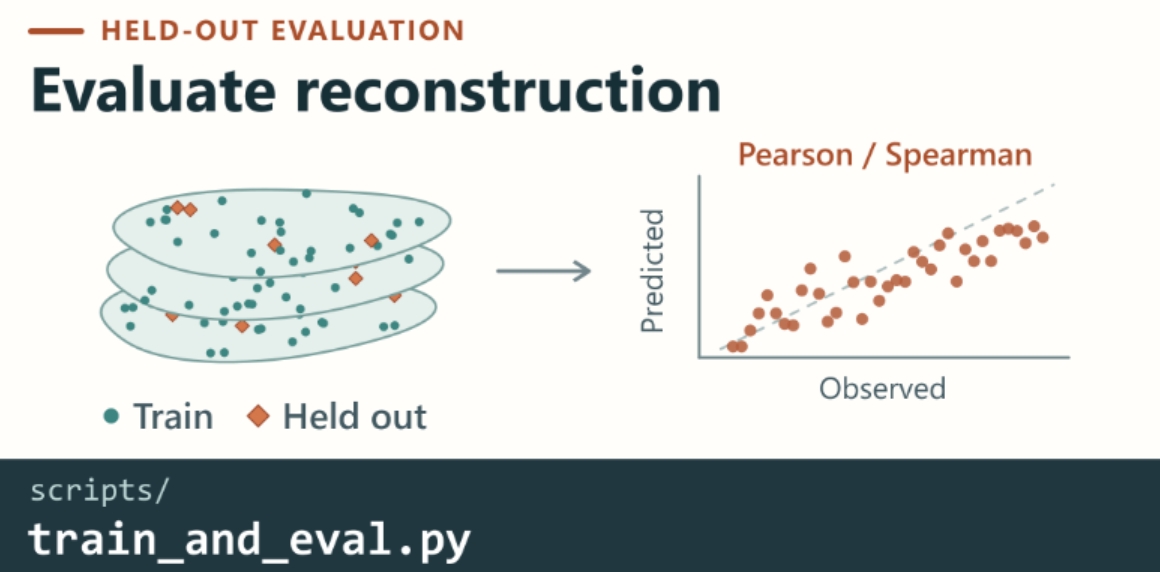 HELD-OUT EVALUATION
Evaluate reconstruction
Pearson / Spearman
Predicted
Observed
Train
Held out
scripts/
train_and_eval.py